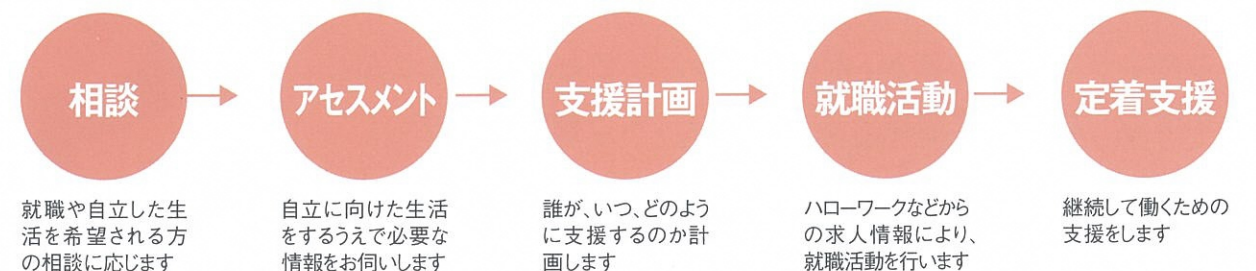 相談
アセスメント
支援計画
就職活動
定着支援
就職や自立した生
活を希望される方
の相談に応じます
自立に向けた生活
をするうえで必要な
情報をお伺いします
誰が、いつ、どのよう
に支援するのか計
画します
ハローワークなどから
の求人情報により、
就職活動を行います
継続して働くための
支援をします